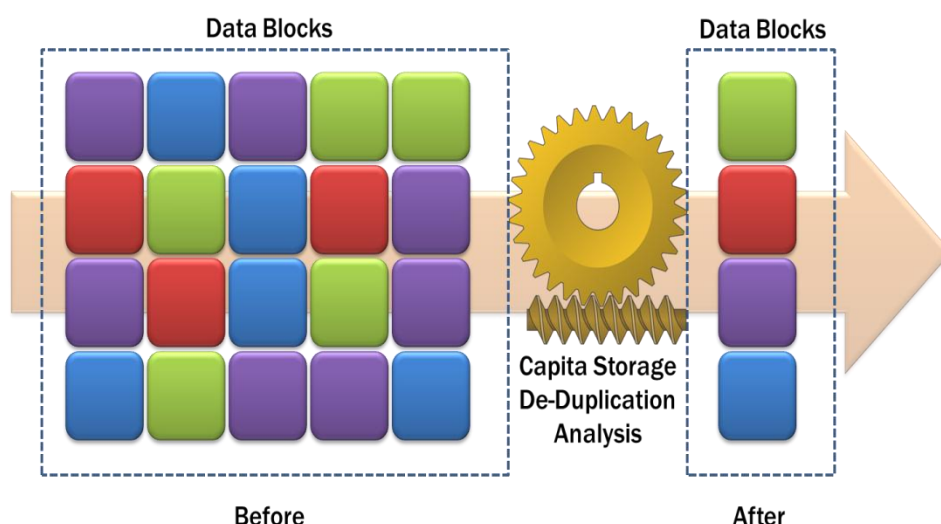 Data Blocks
Data Blocks
Capita Storage
De-Duplication
Analysis
Before
After